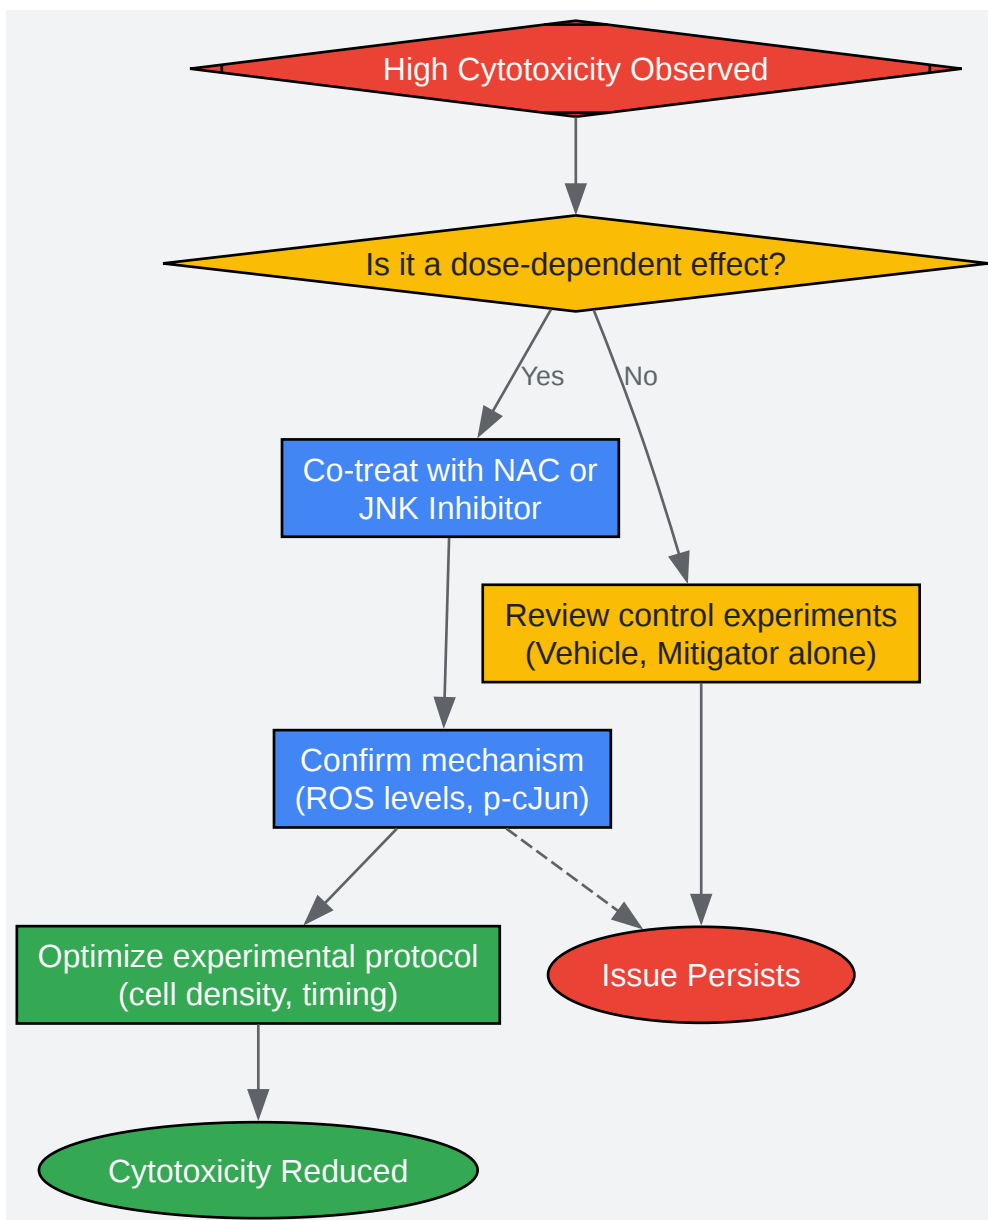 High Cytotoxicity Observed
Is it a dose-dependent effect?
Yes
No
Co-treat with NAC or
JNK Inhibitor
Review control experiments
(Vehicle, Mitigator alone)
Confirm mechanism
(ROS levels, p-cJun)
Optimize experimental protocol
(cell density, timing)
Issue Persists
Cytotoxicity Reduced